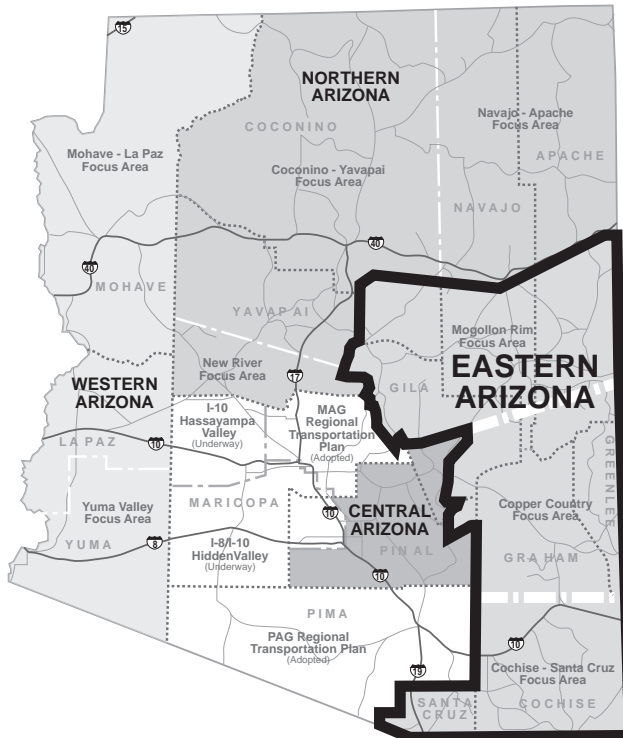 15
NORTHERN
ARIZONA
COCONINO
Navajo - Apache
Focus Area
APACHE
Mohave - La Paz
Focus Area
Coconino - Yavapai
Focus Area
NAVAJO
40
40
MOHAVE
YAVAPAI
Mogollon Rim
Focus Area
EASTERN
ARIZONA
New River
Focus Area
17
GILÁ
WESTERN
ARIZONA
I-10
Hassayampa
Valley
(Underway)
MAG
Regional
Transportation
Plan
(Adopted)
LA PAZ
10
GREENLEE
MARICOPA
Yuma Valley
Focus Area
10
CENTRAL
ARIZONA
Copper Country
Focus Area
YUMA
8
I-8/I-10
HiddenValley
(Underway)
PINAL
GRAHAM
10
PIMA
PAG Regional
Transportation Plan
(Adopted)
10
19
Cochise - Santa Cruz
Focus Area
SANTA
CRUZ
COCHISE